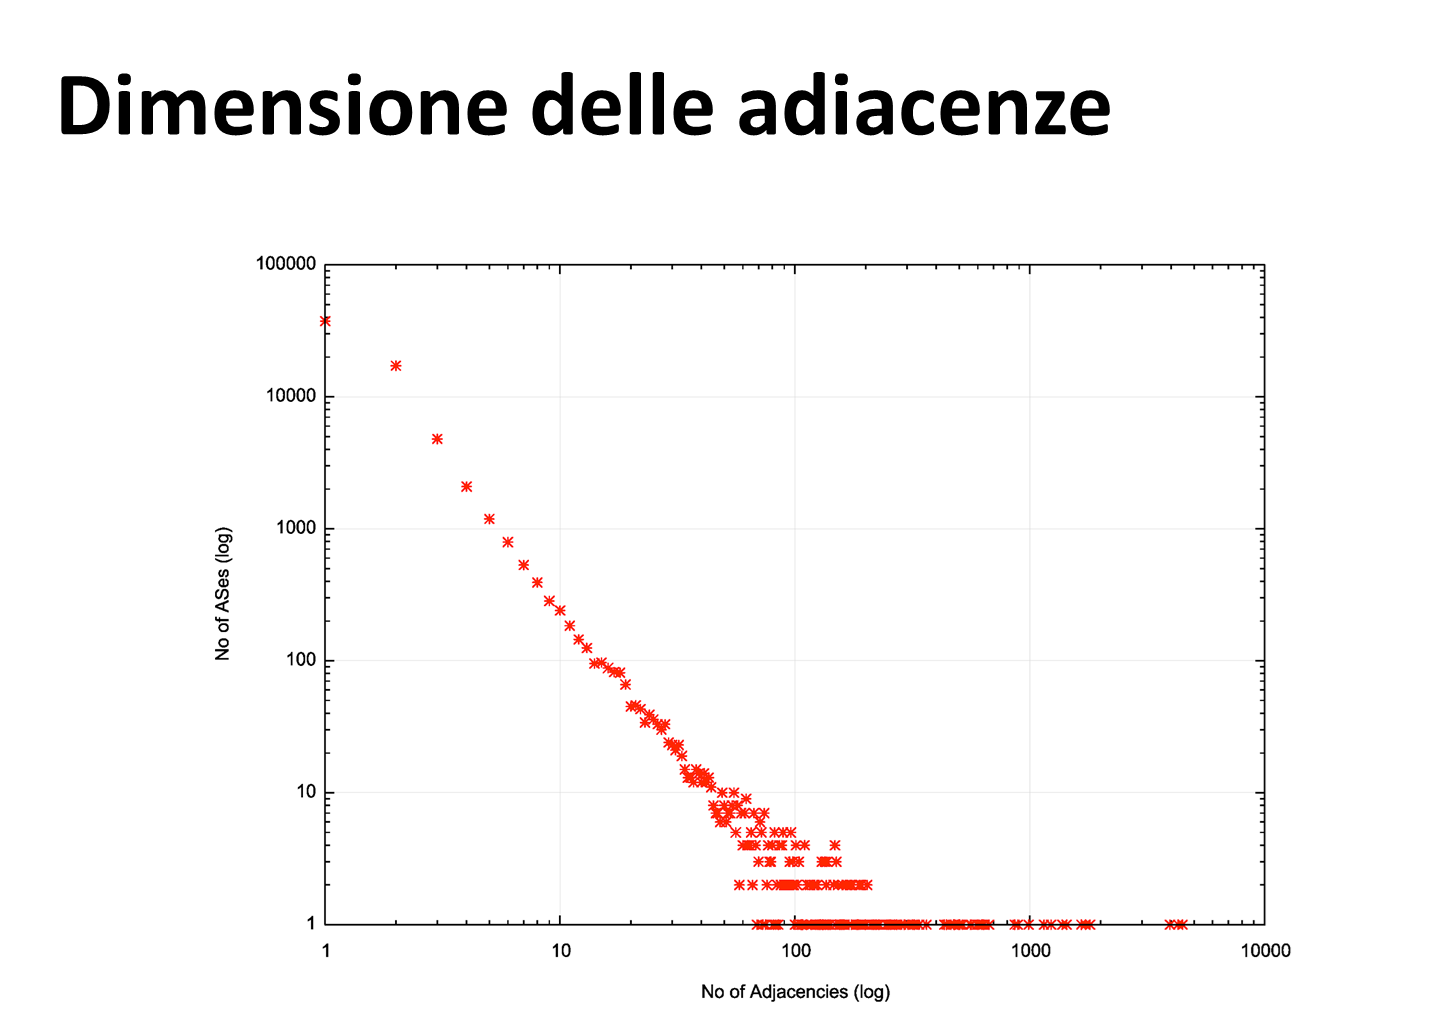 Dimensione delle adiacenze
100000
10000
1000
100
10
1
No of ASes (log)
1 10 100 1000 10000
No of Adjacencies (log)